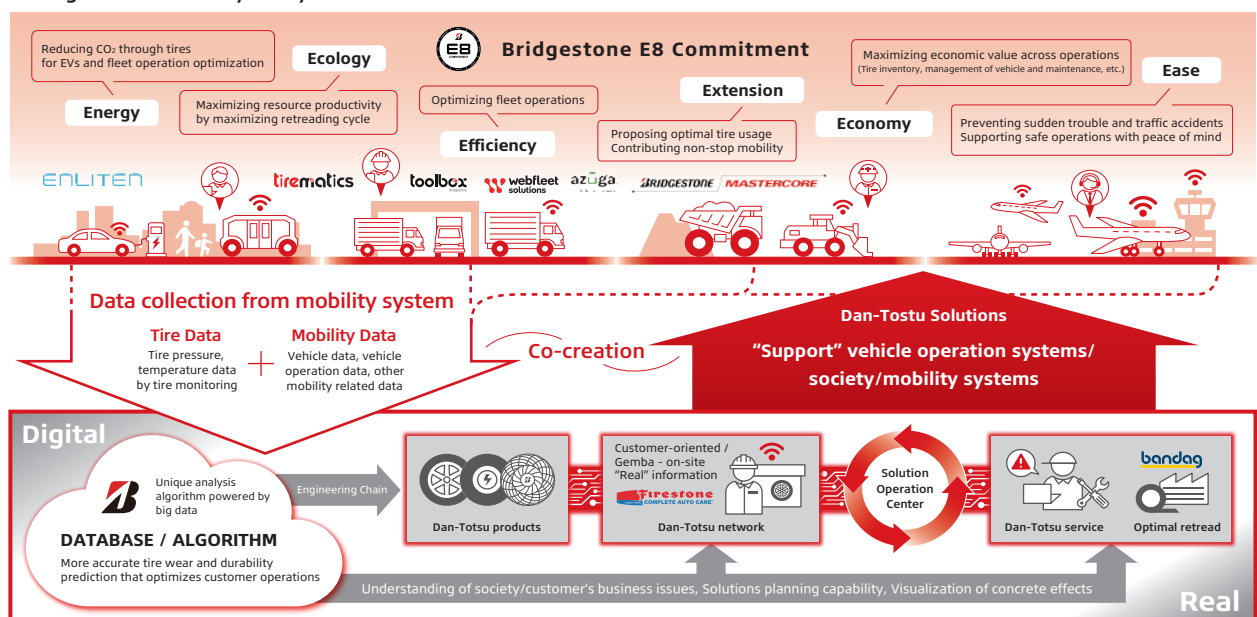 Bridgestone E8 Commitment
E8
COMMITMENT
Reducing CO₂ through tires
for EVs and fleet operation optimization
Energy
Ecology
Maximizing resource productivity
by maximizing retreading cycle
Optimizing fleet operations
Efficiency
Extension
Proposing optimal tire usage
Contributing non-stop mobility
Maximizing economic value across operations
(Tire inventory, management of vehicle and maintenance, etc.)
Economy
Ease
Preventing sudden trouble and traffic accidents
Supporting safe operations with peace of mind
ENLITEN
tirematics
toolbox
webfleet
solutions
azuga
BRIDGESTONE
MASTERCORE
Data collection from mobility system
Tire Data
Tire pressure,
temperature data
by tire monitoring
+
Mobility Data
Vehicle data, vehicle
operation data, other
mobility related data
Co-creation
Dan-Tostu Solutions
“Support” vehicle operation systems/
society/mobility systems
Digital
Unique analysis
algorithm powered by
big data
DATABASE / ALGORITHM
More accurate tire wear and durability
prediction that optimizes customer operations
Engineering Chain
Dan-Totsu products
Customer-oriented /
Gemba - on-site
“Real” information
Firestone
COMPLETE AUTO CARE
Dan-Totsu network
Solution
Operation
Center
Dan-Totsu service
bandag
Optimal retread
Understanding of society/customer’s business issues, Solutions planning capability, Visualization of concrete effects
Real